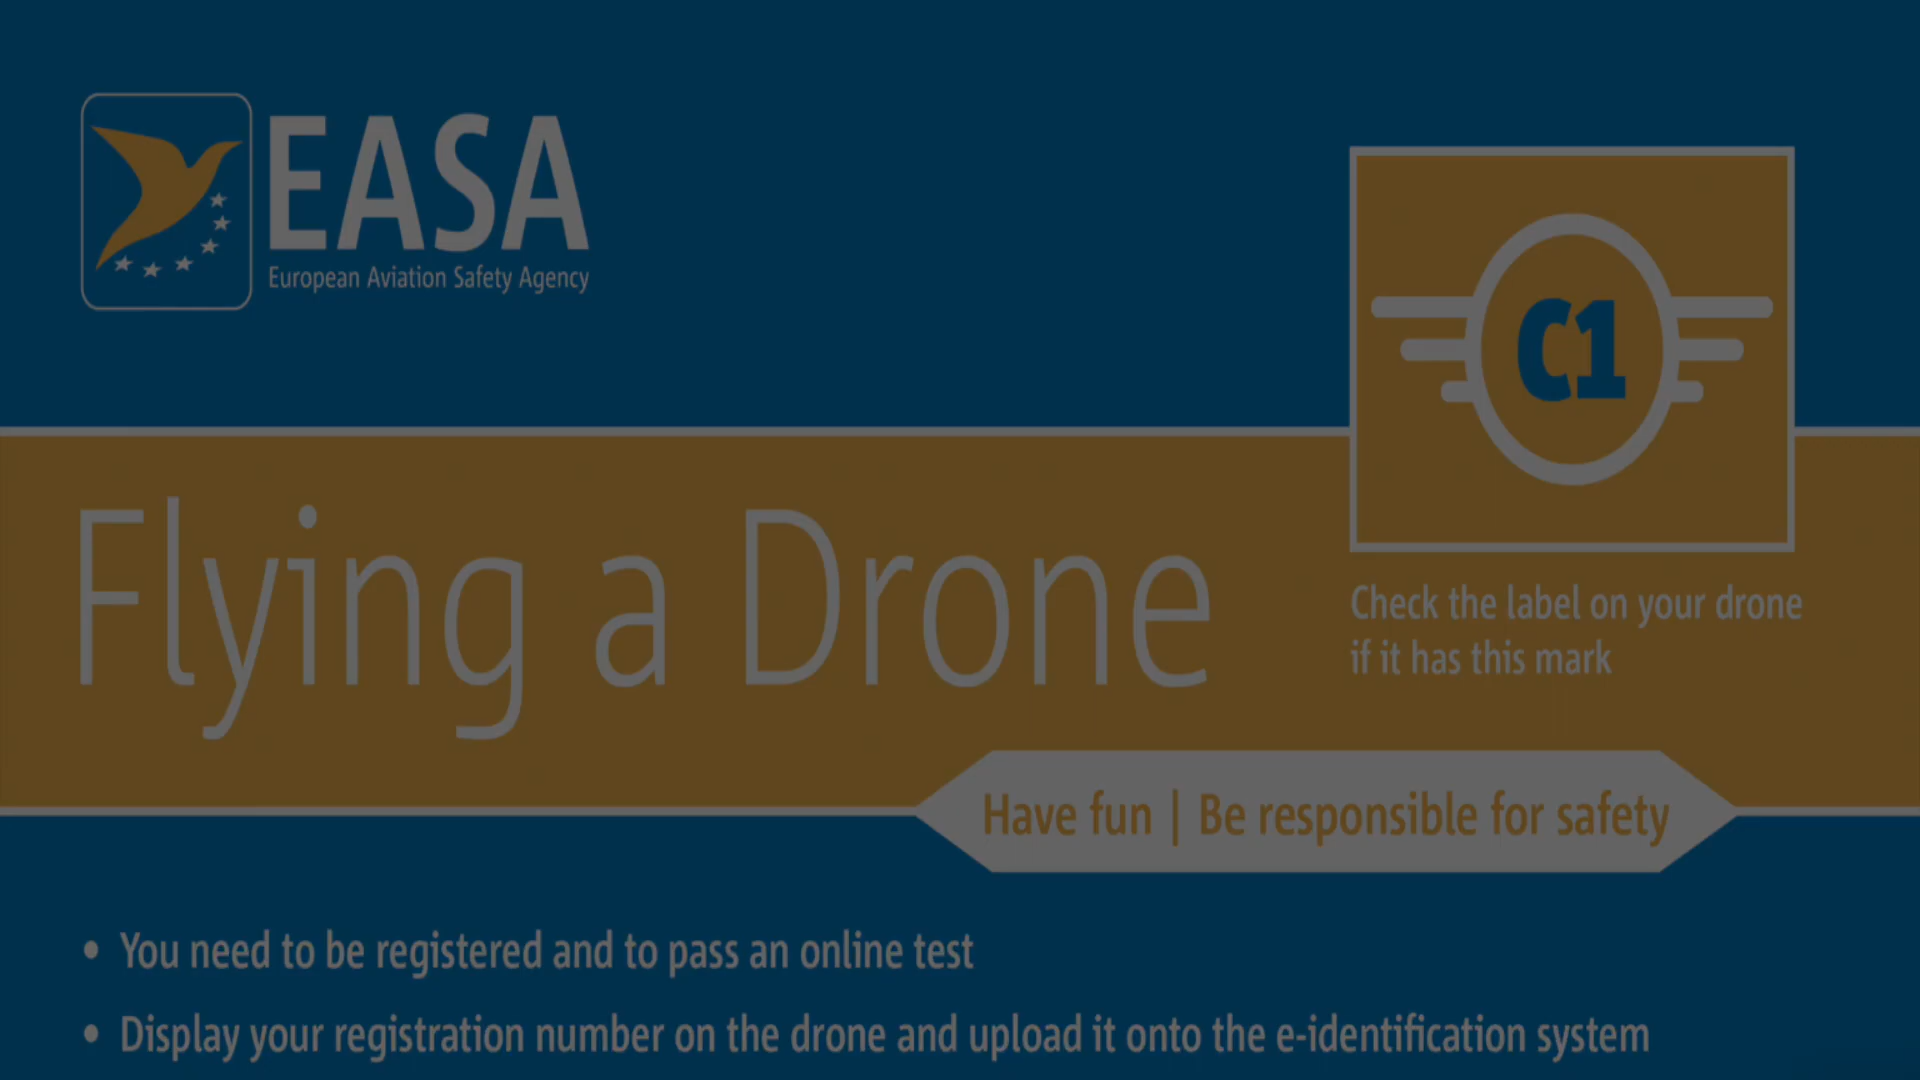 EASA
European Aviation Safety Agency
C1
Flying a Drone
Check the label on your drone
if it has this mark
Have fun | Be responsible for safety
• You need to be registered and to pass an online test
• Display your registration number on the drone and upload it onto the e-identification system